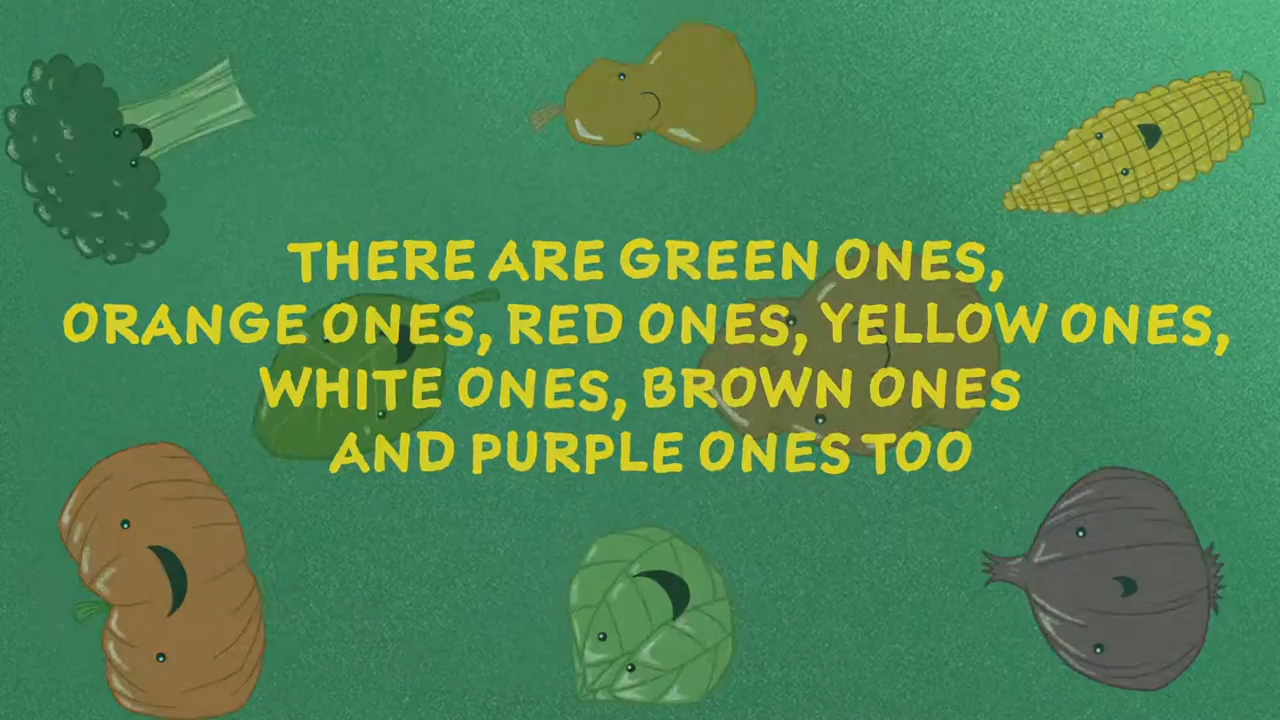 THERE ARE GREEN ONES,
ORANGE ONES, RED ONES, YELLOW ONES,
WHITE ONES, BROWN ONES
AND PURPLE ONES TOO